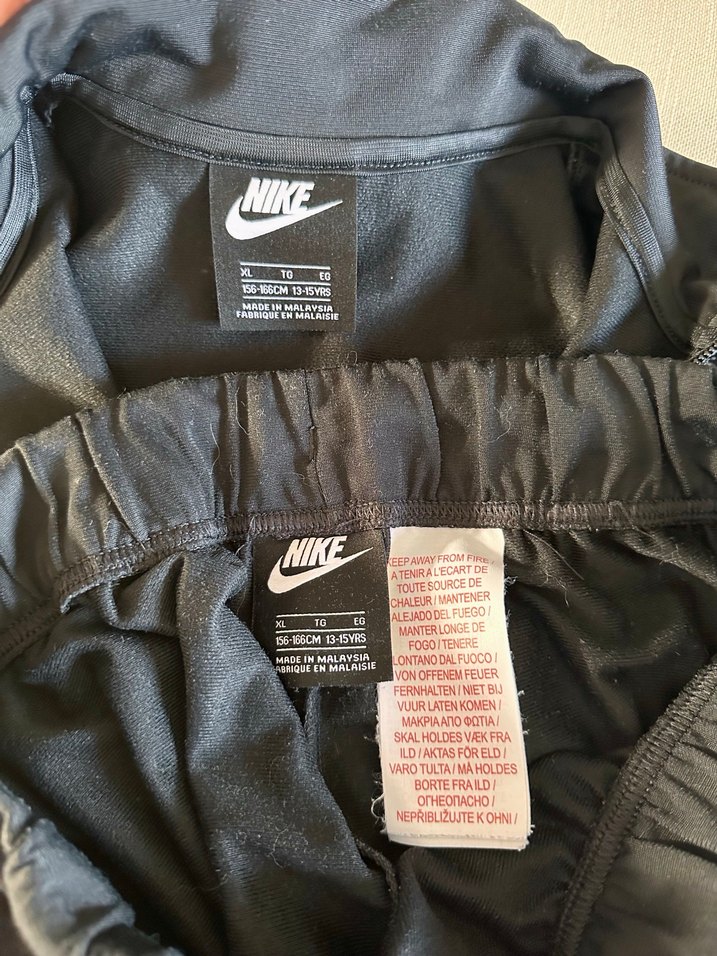 NIKE
XL TG EG
156-166CM 13-15YRS
MADE IN MALAYSIA
FABRIQUE EN MALAISIE
NIKE
XL TG EG
156-166CM 13-15YRS
MADE IN MALAYSIA
ABRIQUE EN MALAISIE
KEEP AWAY FROM FIRE /
A TENIR A L'ECART DE
TOUTE SOURCE DE
CHALEUR / MANTENER
ALEJADO DEL FUEGO /
MANTER LONGE DE
FOGO / TENERE
LONTANO DAL FUOCO /
VON OFFENEM FEUER
FERNHALTEN / NIET BIJ
VUUR LATEN KOMEN /
ΜΑΚΡΙΑ ΑΠΟ ΦΩΤΙΑ /
SKAL HOLDES VÆK FRA
ILD / AKTAS FÖR ELD /
VARO TULTA / MÅ HOLDES
BORTE FRA ILD /
ОГНЕОПАСНО /
NEPŘIBLIŽUJTE K OHNI /